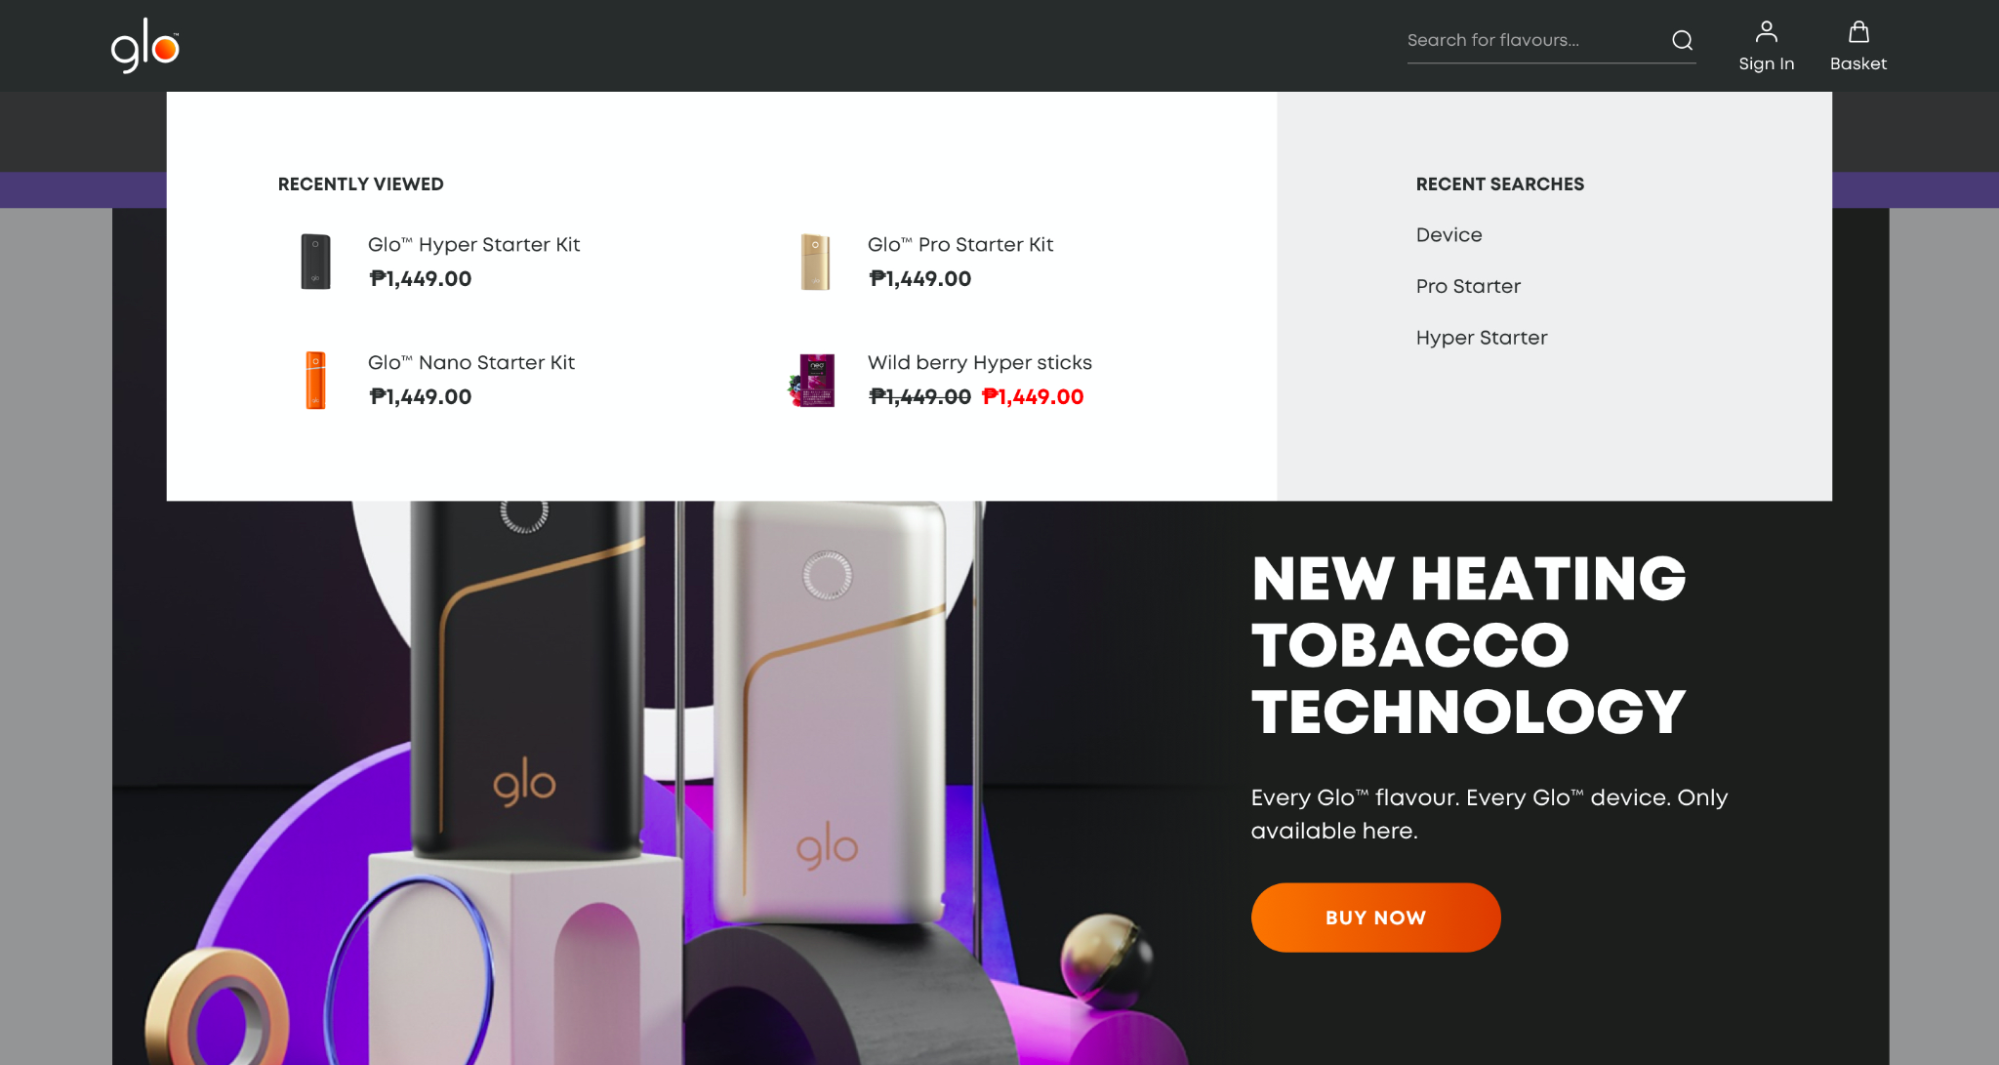 glo™
Search for flavours...
Sign In
Basket
RECENTLY VIEWED
Glo™ Hyper Starter Kit
₱1,449.00
Glo™ Pro Starter Kit
₱1,449.00
Glo™ Nano Starter Kit
₱1,449.00
neo
Wild berry Hyper sticks
₱1,449.00 ₱1,449.00
RECENT SEARCHES
Device
Pro Starter
Hyper Starter
glo
glo
NEW HEATING
TOBACCO
TECHNOLOGY
Every Glo™ flavour. Every Glo™ device. Only
available here.
BUY NOW